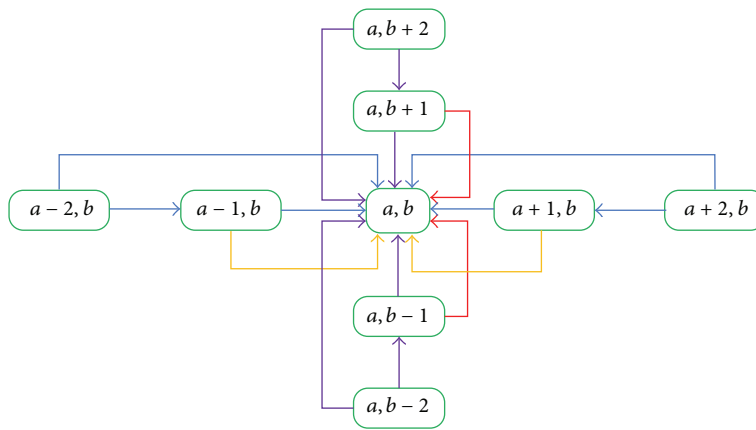 a, b + 2
a, b + 1
a − 2, b
a − 1, b
a, b
a + 1, b
a + 2, b
a, b − 1
a, b − 2